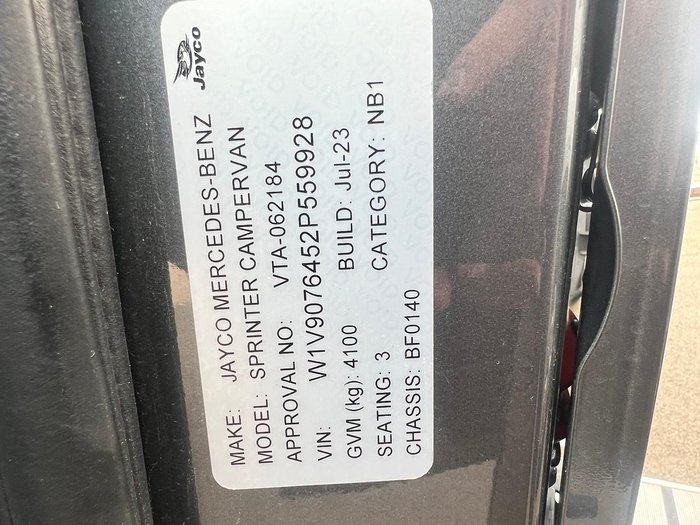 Jayco
MAKE: JAYCO MERCEDES-BENZ
MODEL: SPRINTER CAMPERVAN
APPROVAL NO: VTA-062184
VIN: W1V9076452P559928
GVM (kg): 4100 BUILD: Jul-23
SEATING: 3 CATEGORY: NB1
CHASSIS: BF0140